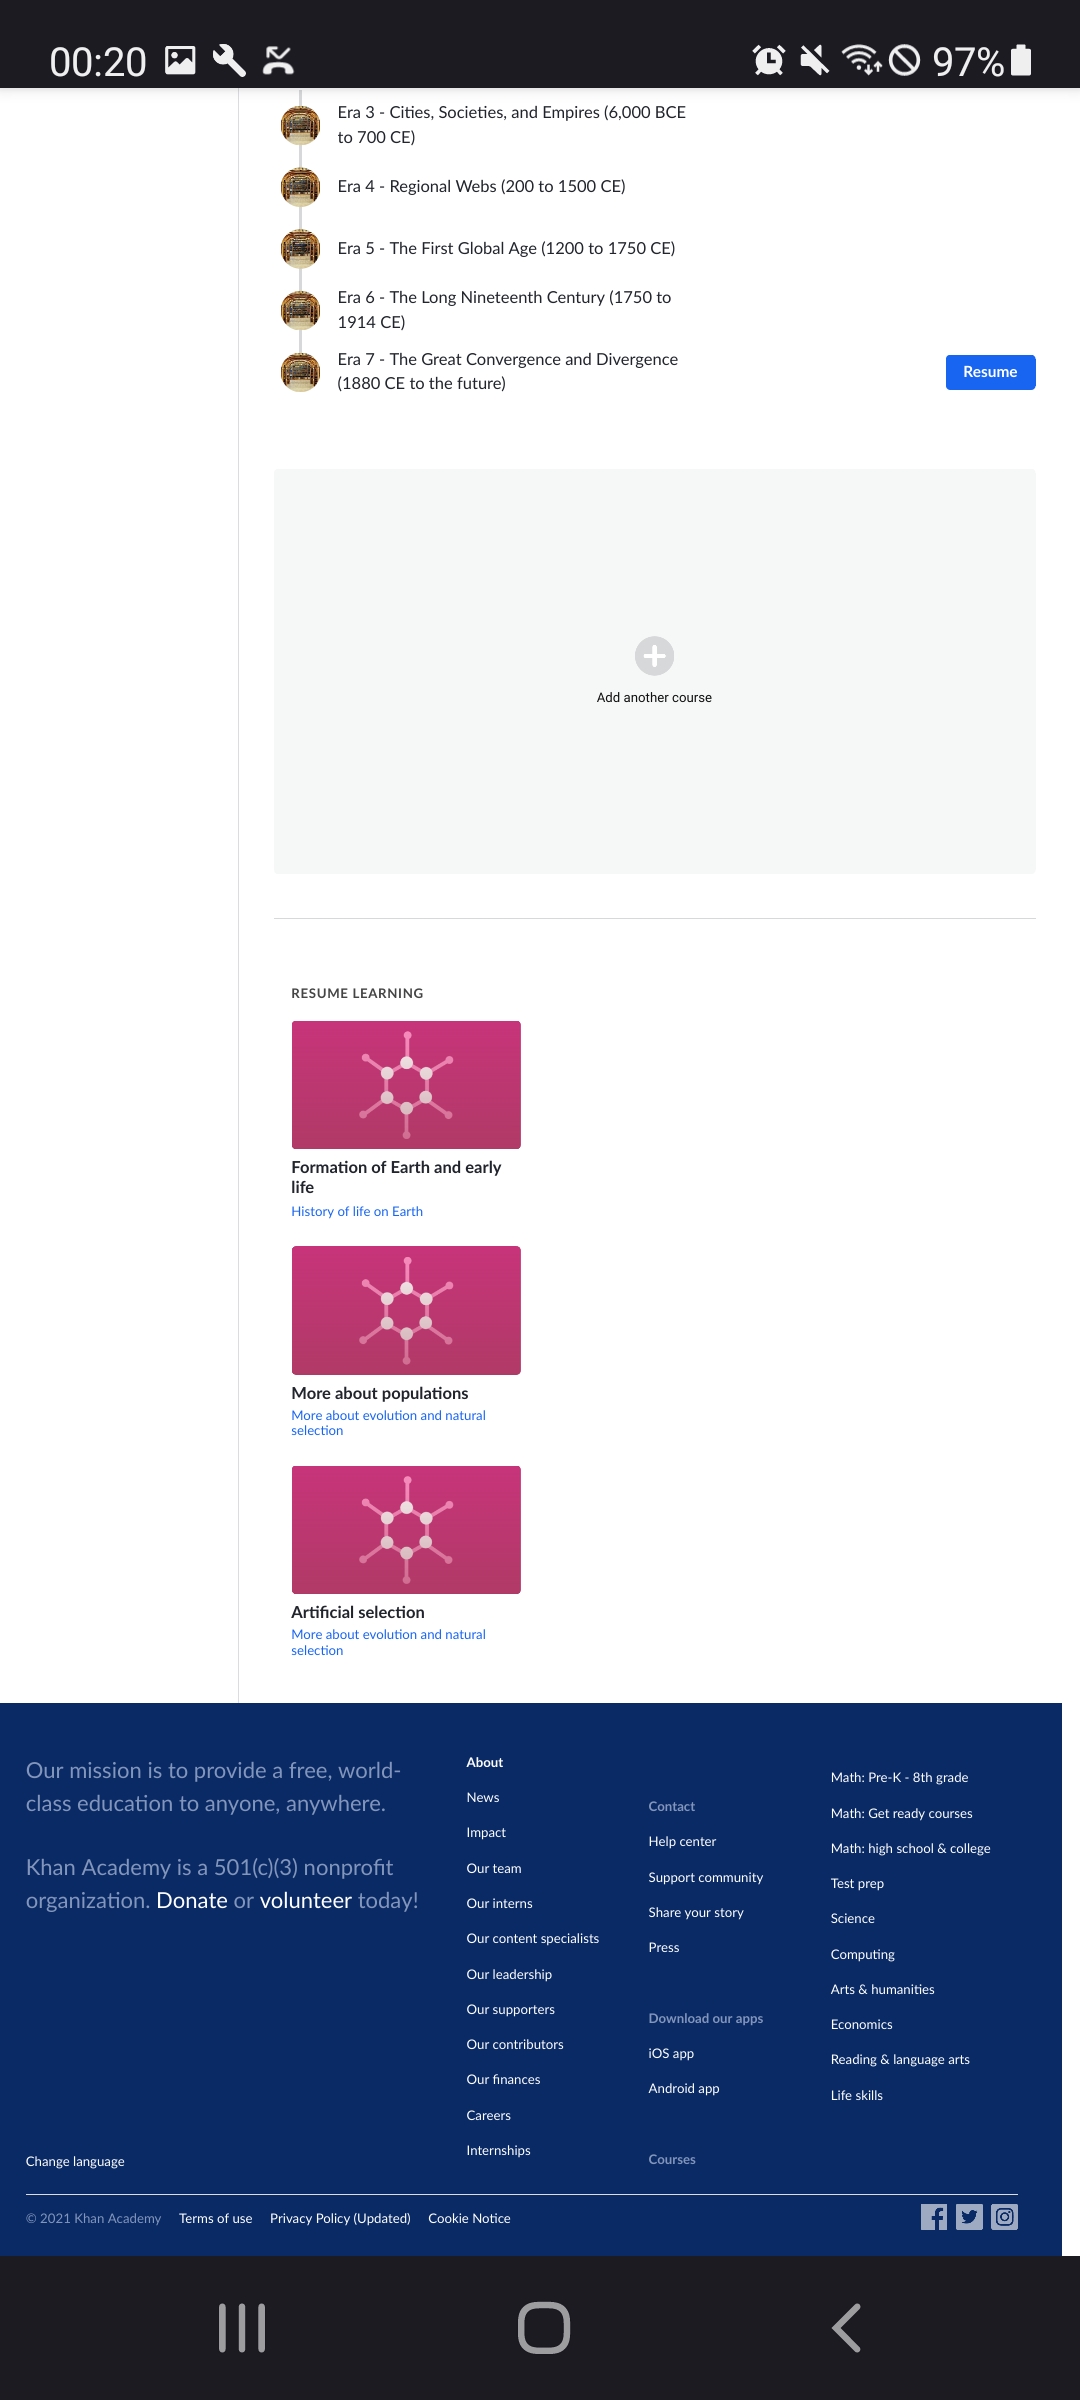 00:20
97%
Era 3 - Cities, Societies, and Empires (6,000 BCE
to 700 CE)
Era 4 - Regional Webs (200 to 1500 CE)
Era 5 - The First Global Age (1200 to 1750 CE)
Era 6 - The Long Nineteenth Century (1750 to
1914 CE)
Era 7 - The Great Convergence and Divergence
(1880 CE to the future)
Resume
Add another course
RESUME LEARNING
Formation of Earth and early
life
History of life on Earth
More about populations
More about evolution and natural
selection
Artificial selection
More about evolution and natural
selection
Our mission is to provide a free, world-
class education to anyone, anywhere.
Khan Academy is a 501(c)(3) nonprofit
organization. Donate or volunteer today!
Change language
About
News
Impact
Our team
Our interns
Our content specialists
Our leadership
Our supporters
Our contributors
Our finances
Careers
Internships
Contact
Help center
Support community
Share your story
Press
Download our apps
iOS app
Android app
Courses
Math: Pre-K - 8th grade
Math: Get ready courses
Math: high school & college
Test prep
Science
Computing
Arts & humanities
Economics
Reading & language arts
Life skills
© 2021 Khan Academy Terms of use Privacy Policy (Updated) Cookie Notice